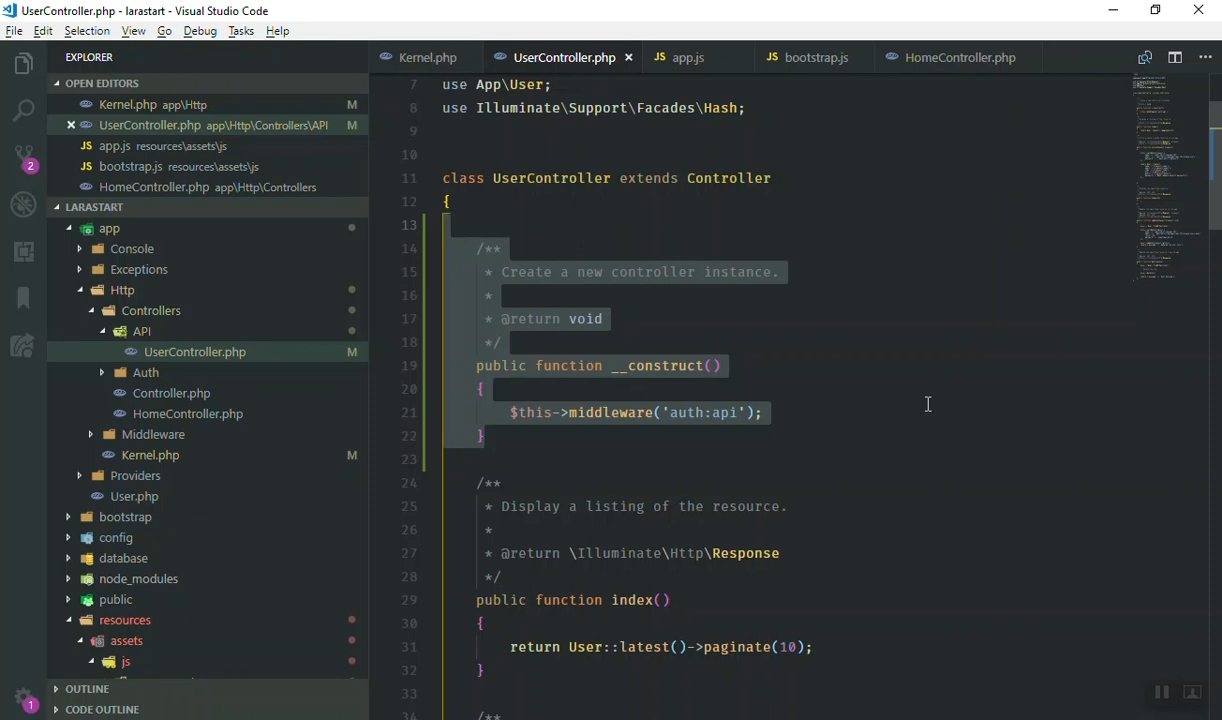 UserController.php - larastart - Visual Studio Code
File Edit Selection View Go Debug Tasks Help
EXPLORER
Kernel.php
UserController.php
JS app.js
JS bootstrap.js
HomeController.php
OPEN EDITORS
Kernel.php app\Http M
UserController.php app\Http\Controllers\API M
JS app.js resources\assets\js
JS bootstrap.js resources\assets\js
HomeController.php app\Http\Controllers
LARASTART
app
Console
Exceptions
Http
Controllers
API
UserController.php M
Auth
Controller.php
HomeController.php
Middleware
Kernel.php M
Providers
User.php
bootstrap
config
database
node_modules
public
resources
assets
js
OUTLINE
CODE OUTLINE
2
1
7 use App\User;
8 use Illuminate\Support\Facades\Hash;
9
10
11 class UserController extends Controller
12 {
13
14 /**
15 * Create a new controller instance.
16 *
17 * @return void
18 */
19 public function __construct()
20 {
21 $this->middleware('auth:api');
22 }
23
24 /**
25 * Display a listing of the resource.
26 *
27 * @return \Illuminate\Http\Response
28 */
29 public function index()
30 {
31 return User::latest()->paginate(10);
32 }
33
34 /**